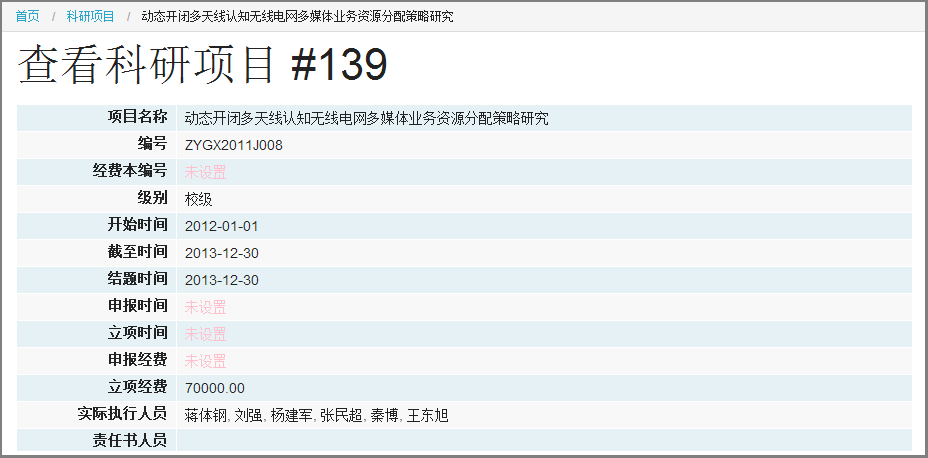 首页 / 科研项目 / 动态开闭多天线认知无线电网多媒体业务资源分配策略研究
查看科研项目 #139
项目名称 动态开闭多天线认知无线电网多媒体业务资源分配策略研究
编号 ZYGX2011J008
经费本编号 未设置
级别 校级
开始时间 2012-01-01
截至时间 2013-12-30
结题时间 2013-12-30
申报时间 未设置
立项时间 未设置
申报经费 未设置
立项经费 70000.00
实际执行人员 蒋体钢, 刘强, 杨建军, 张民超, 秦博, 王东旭
责任书人员